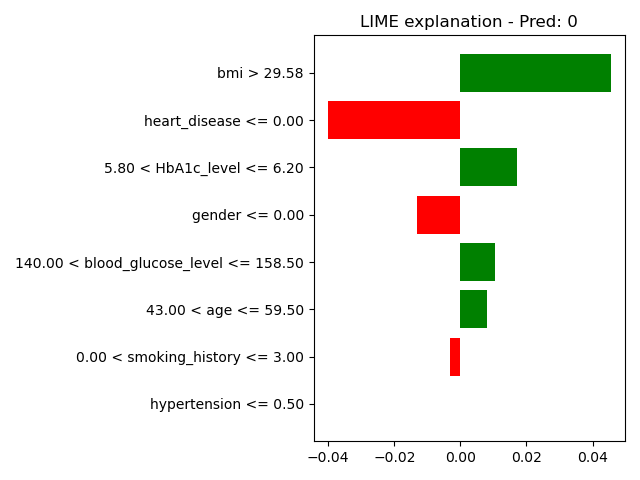 LIME explanation - Pred: 0
bmi > 29.58
heart_disease <= 0.00
5.80 < HbA1c_level <= 6.20
gender <= 0.00
140.00 < blood_glucose_level <= 158.50
43.00 < age <= 59.50
0.00 < smoking_history <= 3.00
hypertension <= 0.50
−0.04 −0.02 0.00 0.02 0.04